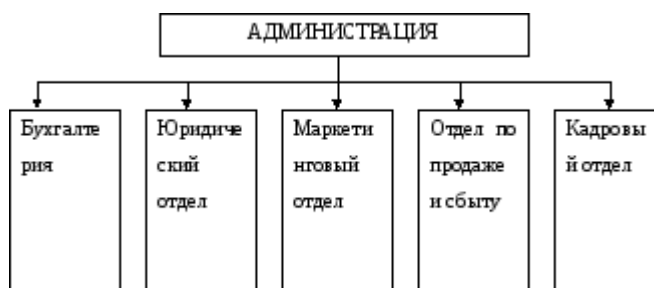 АДМИНИСТРАЦИЯ
Бухгалте
рия
Юридиче
ский
отдел
Маркети
нговый
отдел
Отдел по
продаже
и сбыту
Кадровы
й отдел